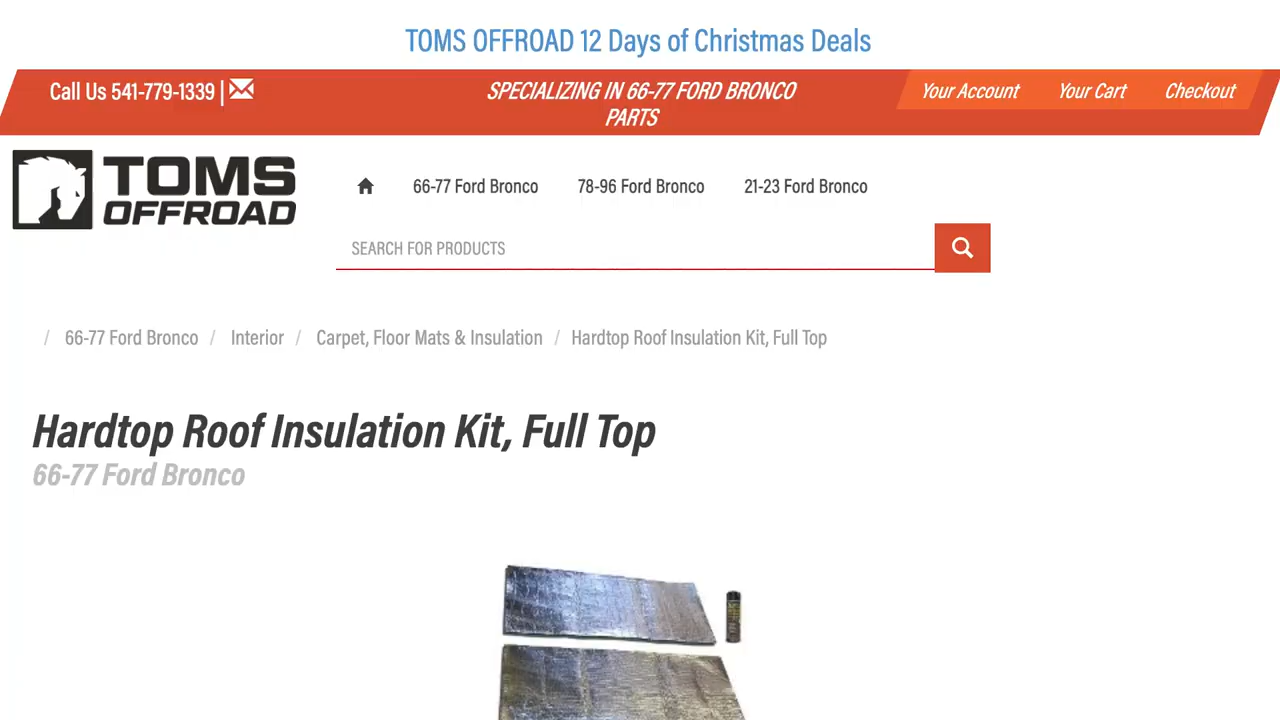 TOMS OFFROAD 12 Days of Christmas Deals
Call Us 541-779-1339 |
SPECIALIZING IN 66-77 FORD BRONCO
PARTS
Your Account
Your Cart
Checkout
TOMS
OFFROAD
66-77 Ford Bronco
78-96 Ford Bronco
21-23 Ford Bronco
SEARCH FOR PRODUCTS
/ 66-77 Ford Bronco / Interior / Carpet, Floor Mats & Insulation / Hardtop Roof Insulation Kit, Full Top
Hardtop Roof Insulation Kit, Full Top
66-77 Ford Bronco